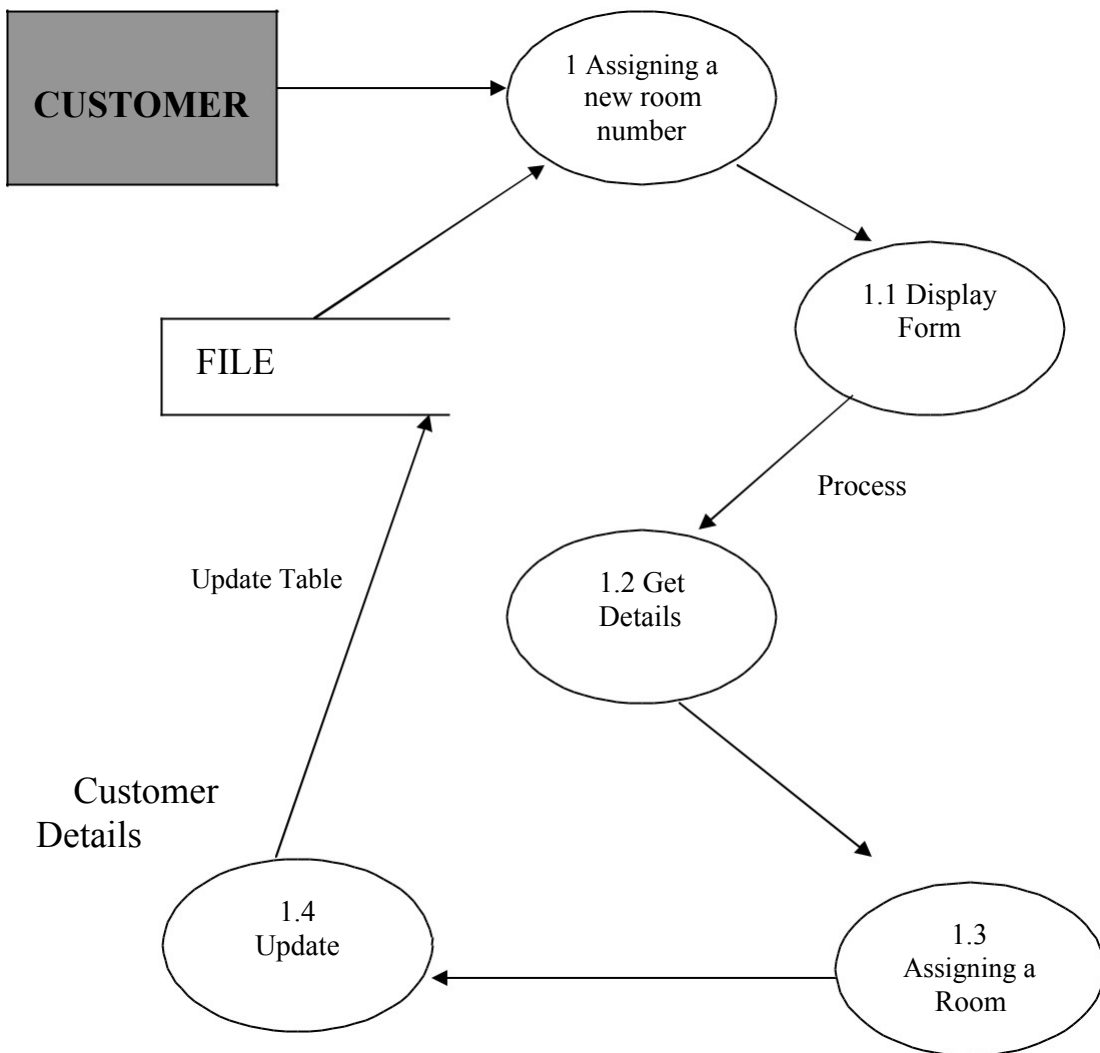 CUSTOMER
1 Assigning a
new room
number
1.1 Display
Form
FILE
Process
Update Table
1.2 Get
Details
Customer
Details
1.4
Update
1.3
Assigning a
Room